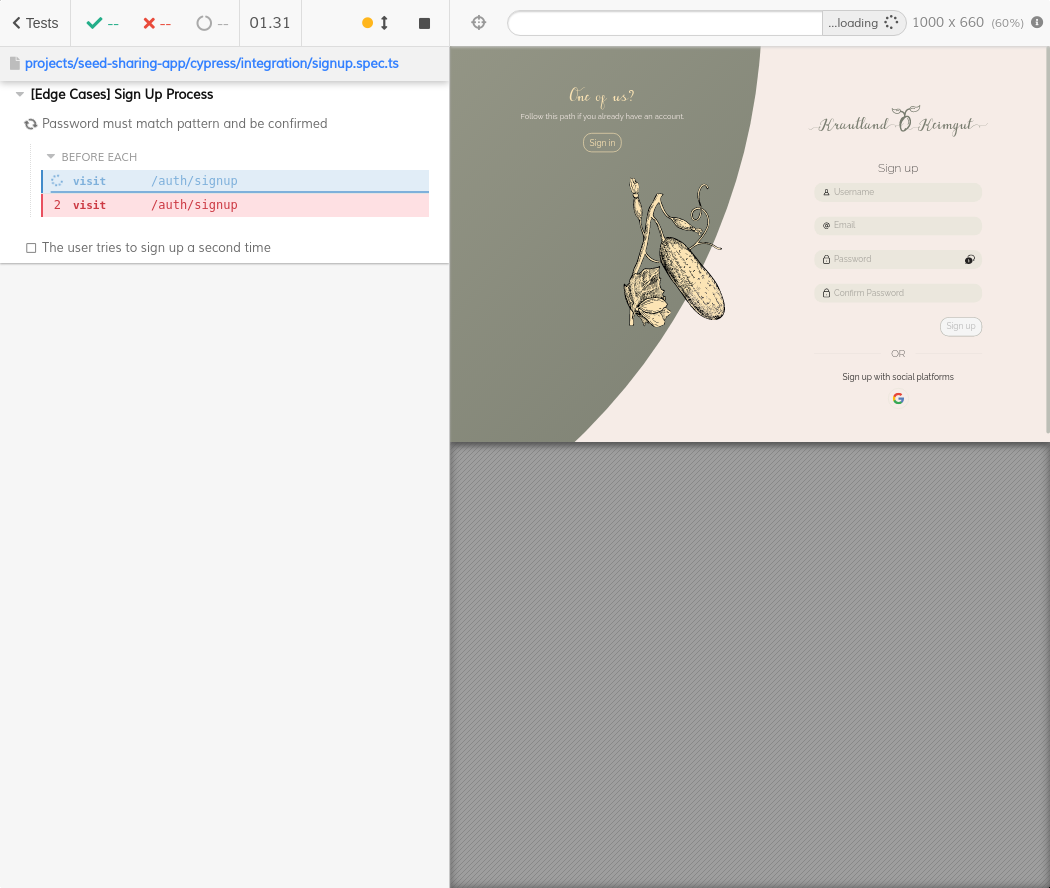 Tests
--
--
--
01.31
...loading
1000 x 660 (60%)
projects/seed-sharing-app/cypress/integration/signup.spec.ts
[Edge Cases] Sign Up Process
Password must match pattern and be confirmed
BEFORE EACH
visit /auth/signup
2 visit /auth/signup
The user tries to sign up a second time
One of us?
Follow this path if you already have an account.
Sign in
Krautland Heimgut
Sign up
Username
Email
Password
Confirm Password
Sign up
OR
Sign up with social platforms